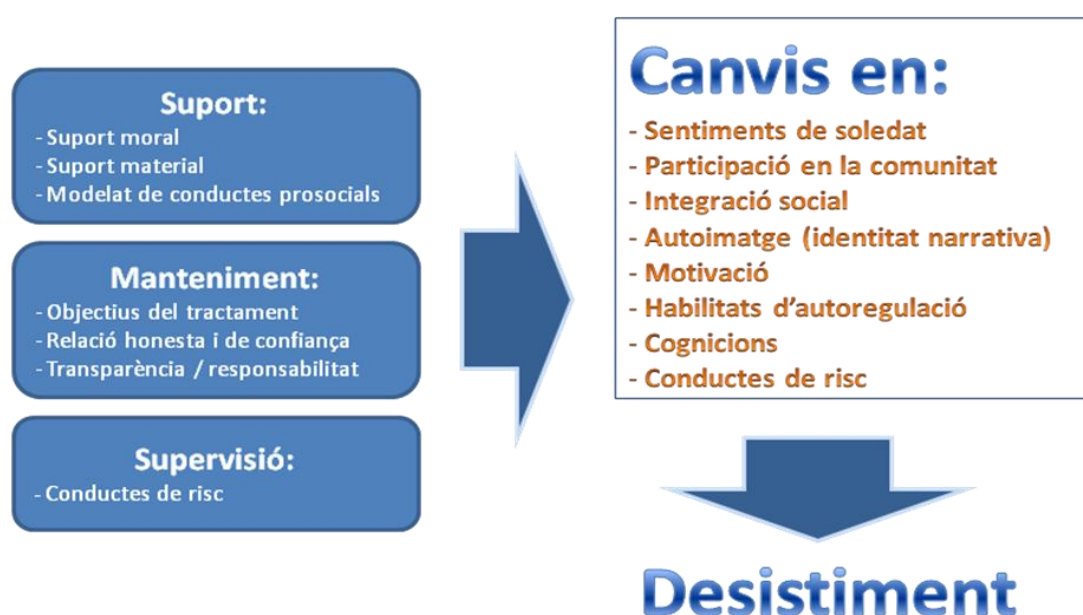 Suport:
- Suport moral
- Suport material
- Modelat de conductes prosocials
Manteniment:
- Objectius del tractament
- Relació honesta i de confiança
- Transparència / responsabilitat
Supervisió:
- Conductes de risc
Canvis en:
- Sentiments de soledat
- Participació en la comunitat
- Integració social
- Autoimatge (identitat narrativa)
- Motivació
- Habilitats d’autoregulació
- Cognicions
- Conductes de risc
Desistiment